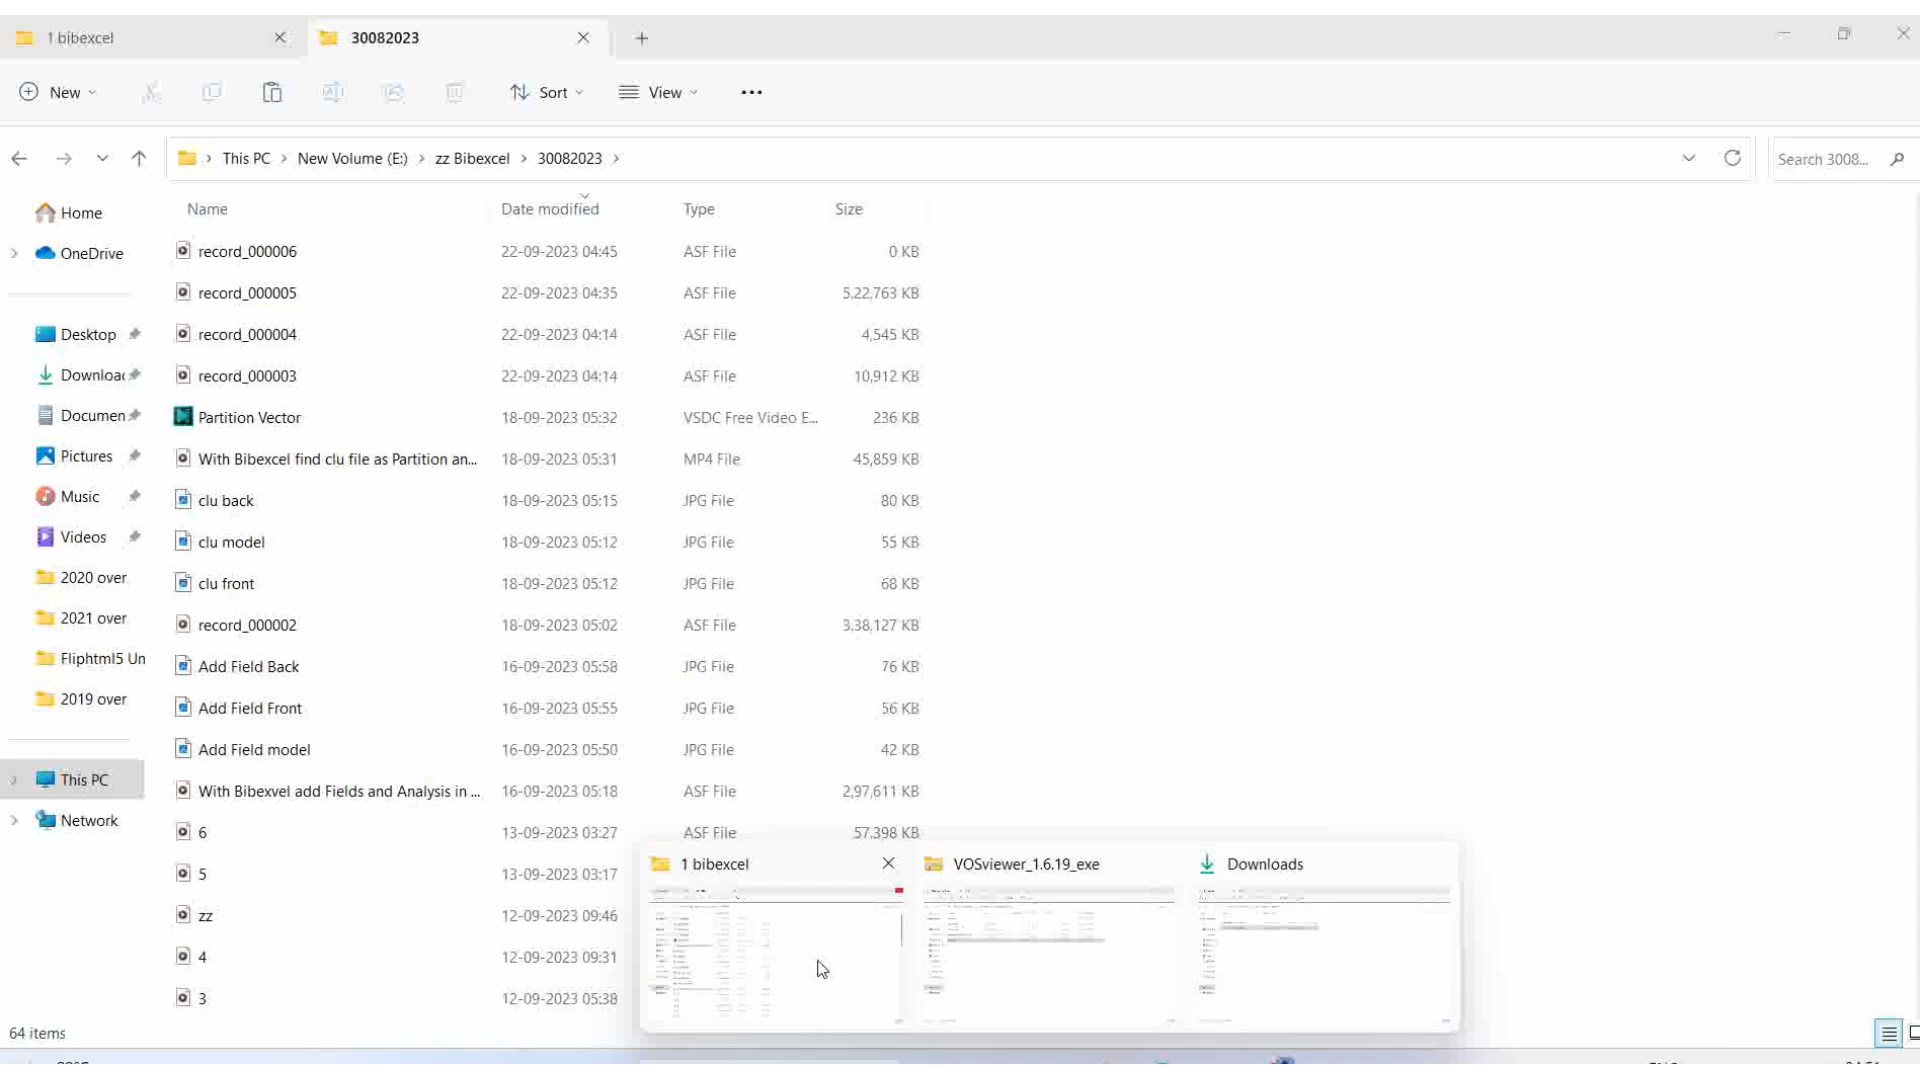 1 bibexcel
30082023
New
Sort
View
This PC
New Volume (E:)
zz Bibexcel
30082023
Search 3008...
Name Date modified Type Size
Home
OneDrive
Desktop
Downloac
Documen
Pictures
Music
Videos
2020 over
2021 over
Fliphtml5 Un
2019 over
This PC
Network
record_000006 22-09-2023 04:45 ASF File 0 KB
record_000005 22-09-2023 04:35 ASF File 5,22,763 KB
record_000004 22-09-2023 04:14 ASF File 4,545 KB
record_000003 22-09-2023 04:14 ASF File 10,912 KB
Partition Vector 18-09-2023 05:32 VSDC Free Video E... 236 KB
With Bibexcel find clu file as Partition an... 18-09-2023 05:31 MP4 File 45,859 KB
clu back 18-09-2023 05:15 JPG File 80 KB
clu model 18-09-2023 05:12 JPG File 55 KB
clu front 18-09-2023 05:12 JPG File 68 KB
record_000002 18-09-2023 05:02 ASF File 3,38,127 KB
Add Field Back 16-09-2023 05:58 JPG File 76 KB
Add Field Front 16-09-2023 05:55 JPG File 56 KB
Add Field model 16-09-2023 05:50 JPG File 42 KB
With Bibexvel add Fields and Analysis in ... 16-09-2023 05:18 ASF File 2,97,611 KB
6 13-09-2023 03:27 ASF File 57,398 KB
5 13-09-2023 03:17
zz 12-09-2023 09:46
4 12-09-2023 09:31
3 12-09-2023 05:38
1 bibexcel
VOSviewer_1.6.19_exe
Downloads
64 items